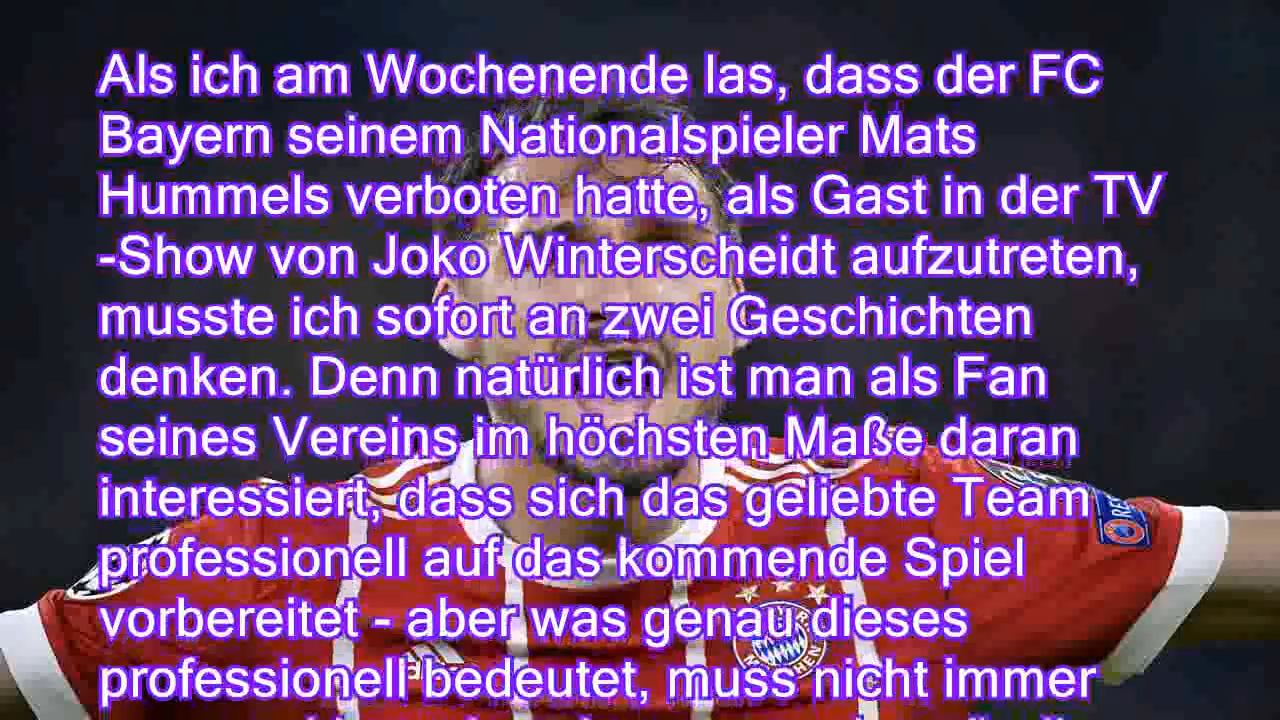 Als ich am Wochenende las, dass der FC
Bayern seinem Nationalspieler Mats
Hummels verboten hatte, als Gast in der TV
-Show von Joko Winterscheidt aufzutreten,
musste ich sofort an zwei Geschichten
denken. Denn natürlich ist man als Fan
seines Vereins im höchsten Maße daran
interessiert, dass sich das geliebte Team
professionell auf das kommende Spiel
vorbereitet - aber was genau dieses
professionell bedeutet, muss nicht immer